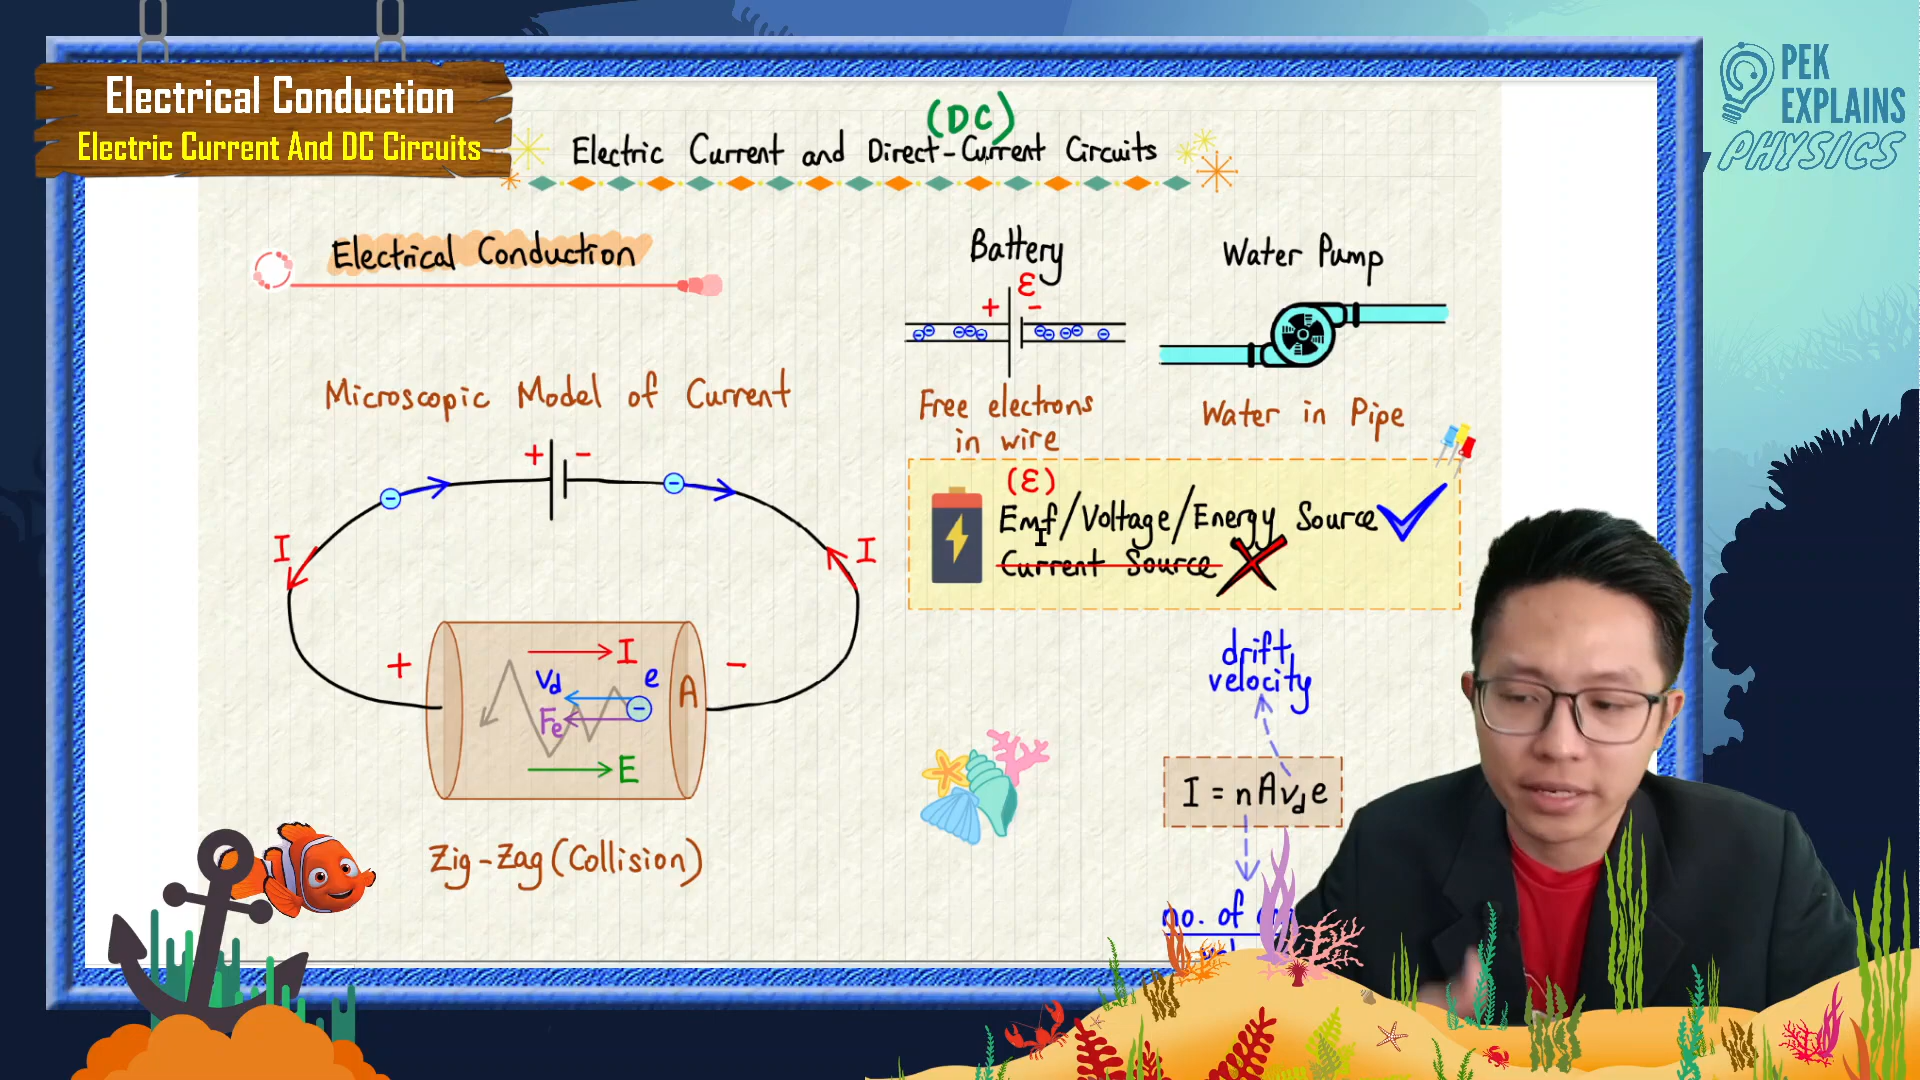 Electrical Conduction
Electric Current And DC Circuits
PEK
EXPLAINS
PHYSICS
(DC)
Electric Current and Direct-Current Circuits
Electrical Conduction
Microscopic Model of Current
+ -
- -
I I
+ -
I
Vd e
Fe -
A
E
Zig-Zag (Collision)
Battery
ε
+ -
Free electrons
in wire
Water Pump
Water in Pipe
(ε)
Emf/Voltage/Energy Source
Current Source
drift
velocity
I = nAvde
no. of